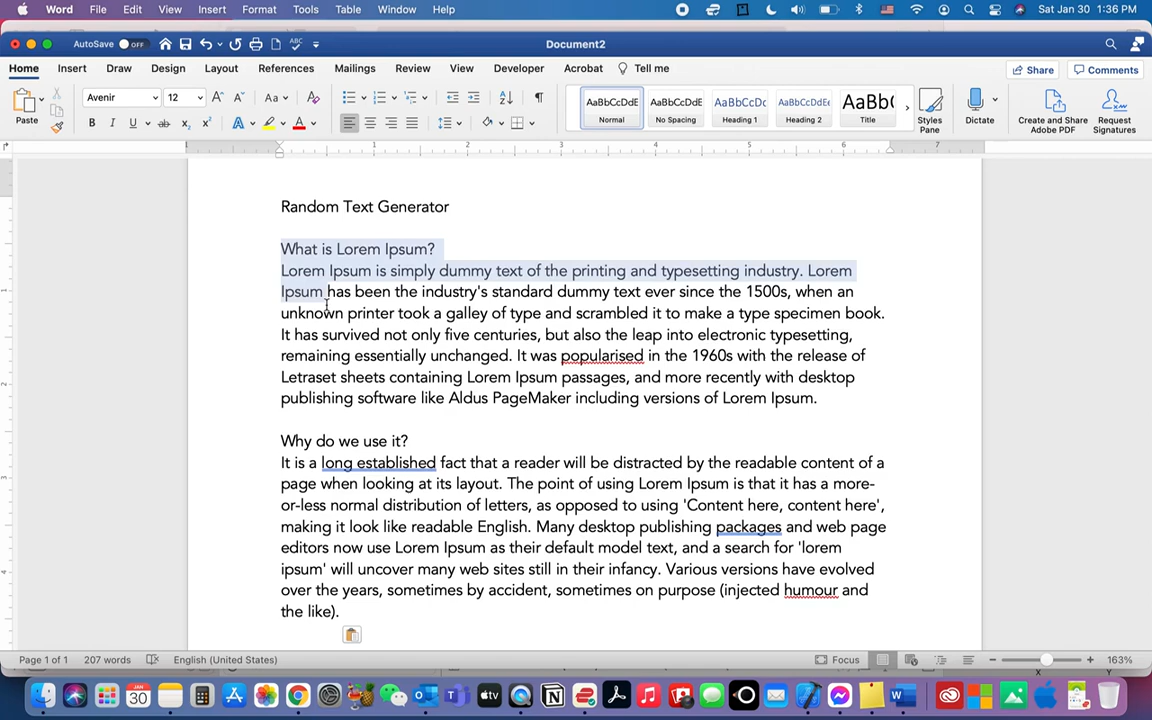 Word File Edit View Insert Format Tools Table Window Help Sat Jan 30 1:36 PM
AutoSave OFF Document2
Home Insert Draw Design Layout References Mailings Review View Developer Acrobat Tell me Share Comments
Paste Avenir 12 Aa AaBbCcDdE AaBbCcDdE AaBbCcDc AaBbCcDdEe AaBb(
Normal No Spacing Heading 1 Heading 2 Title Styles Pane Dictate Create and Share Adobe PDF Request Signatures
1 1 2 3 4 5 6 7
Random Text Generator
What is Lorem Ipsum?
Lorem Ipsum is simply dummy text of the printing and typesetting industry. Lorem
Ipsum has been the industry's standard dummy text ever since the 1500s, when an
unknown printer took a galley of type and scrambled it to make a type specimen book.
It has survived not only five centuries, but also the leap into electronic typesetting,
remaining essentially unchanged. It was popularised in the 1960s with the release of
Letraset sheets containing Lorem Ipsum passages, and more recently with desktop
publishing software like Aldus PageMaker including versions of Lorem Ipsum.
Why do we use it?
It is a long established fact that a reader will be distracted by the readable content of a
page when looking at its layout. The point of using Lorem Ipsum is that it has a more-
or-less normal distribution of letters, as opposed to using 'Content here, content here',
making it look like readable English. Many desktop publishing packages and web page
editors now use Lorem Ipsum as their default model text, and a search for 'lorem
ipsum' will uncover many web sites still in their infancy. Various versions have evolved
over the years, sometimes by accident, sometimes on purpose (injected humour and
the like).
Page 1 of 1 207 words English (United States) Focus 163%
JAN 30 tv